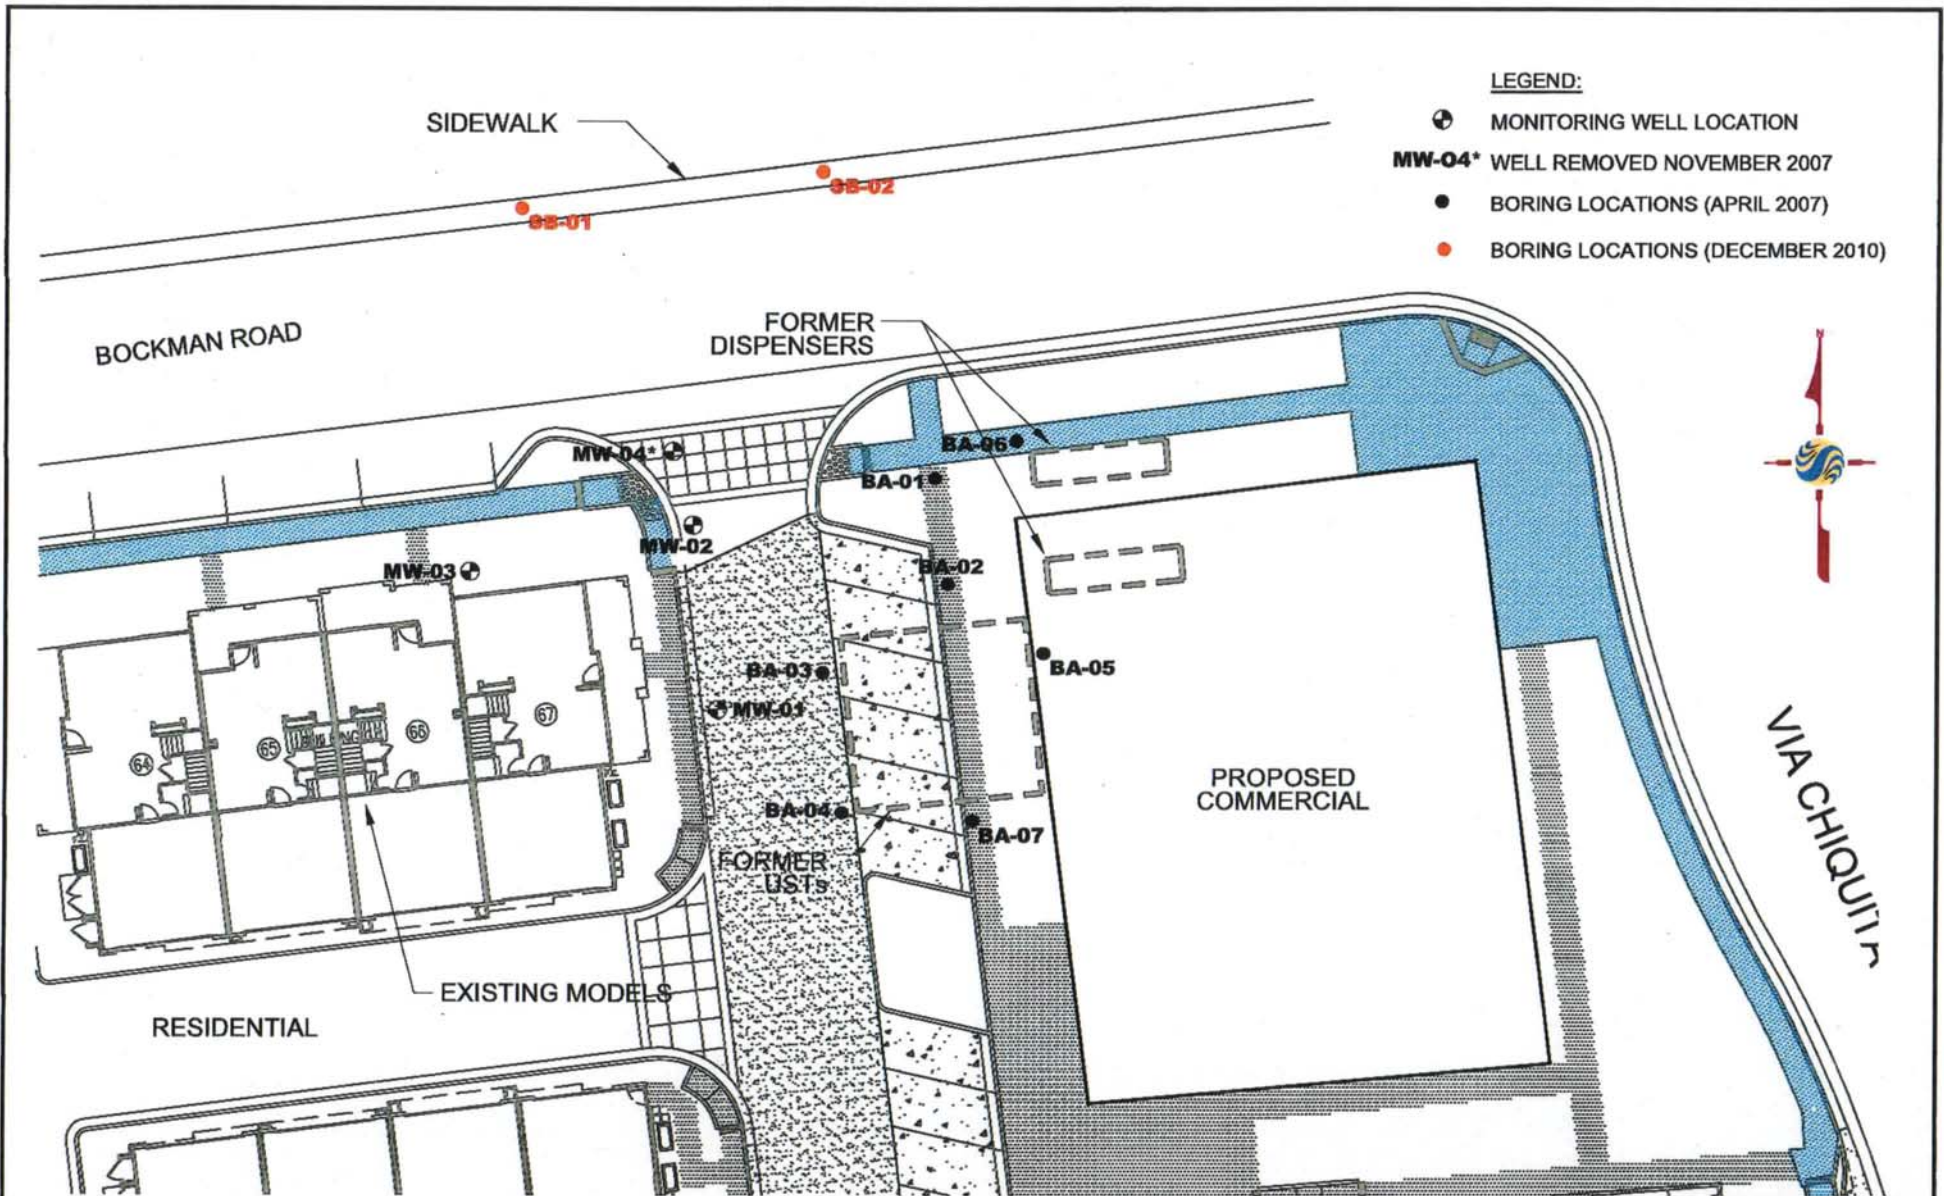 LEGEND:
MONITORING WELL LOCATION
MW-04* WELL REMOVED NOVEMBER 2007
BORING LOCATIONS (APRIL 2007)
BORING LOCATIONS (DECEMBER 2010)
SIDEWALK
SB-02
SB-01
BOCKMAN ROAD
FORMER
DISPENSERS
N
MW-04*
BA-06
BA-01
MW-02
MW-03
BA-02
BA-03
BA-05
MW-01
67
66
65
64
BUILDING
PROPOSED
COMMERCIAL
BA-04
BA-07
FORMER
USTs
VIA CHIQUIT
EXISTING MODELS
RESIDENTIAL